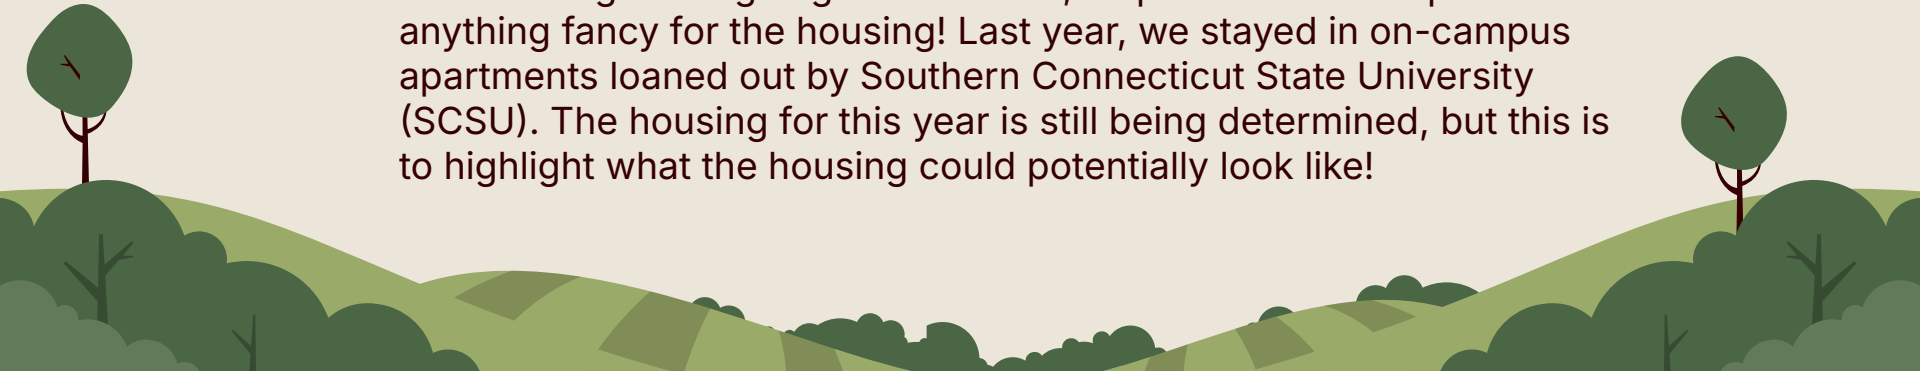 anything fancy for the housing! Last year, we stayed in on-campus
apartments loaned out by Southern Connecticut State University
(SCSU). The housing for this year is still being determined, but this is
to highlight what the housing could potentially look like!